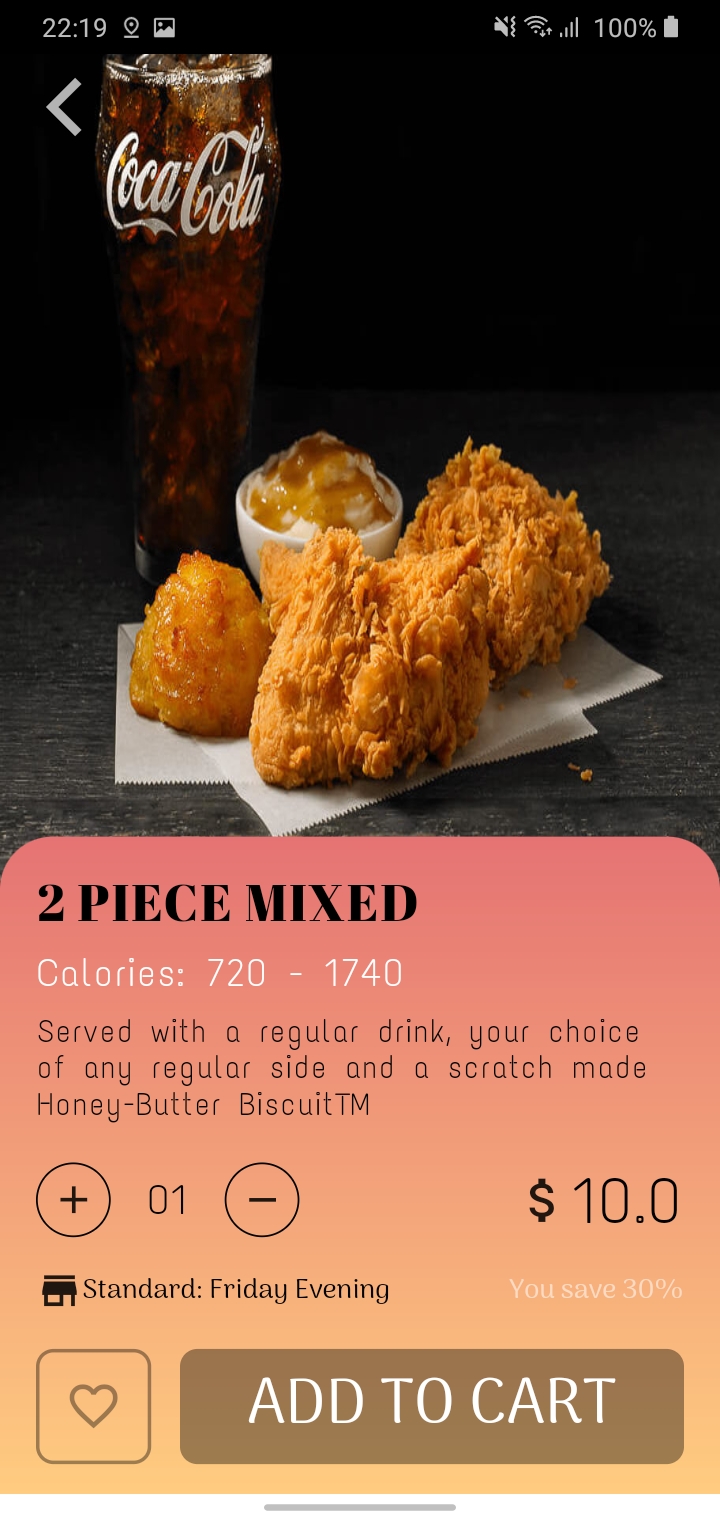 22:19 100%
Coca-Cola
2 PIECE MIXED
Calories: 720 - 1740
Served with a regular drink, your choice
of any regular side and a scratch made
Honey-Butter BiscuitTM
+ 01 − $ 10.0
Standard: Friday Evening You save 30%
ADD TO CART